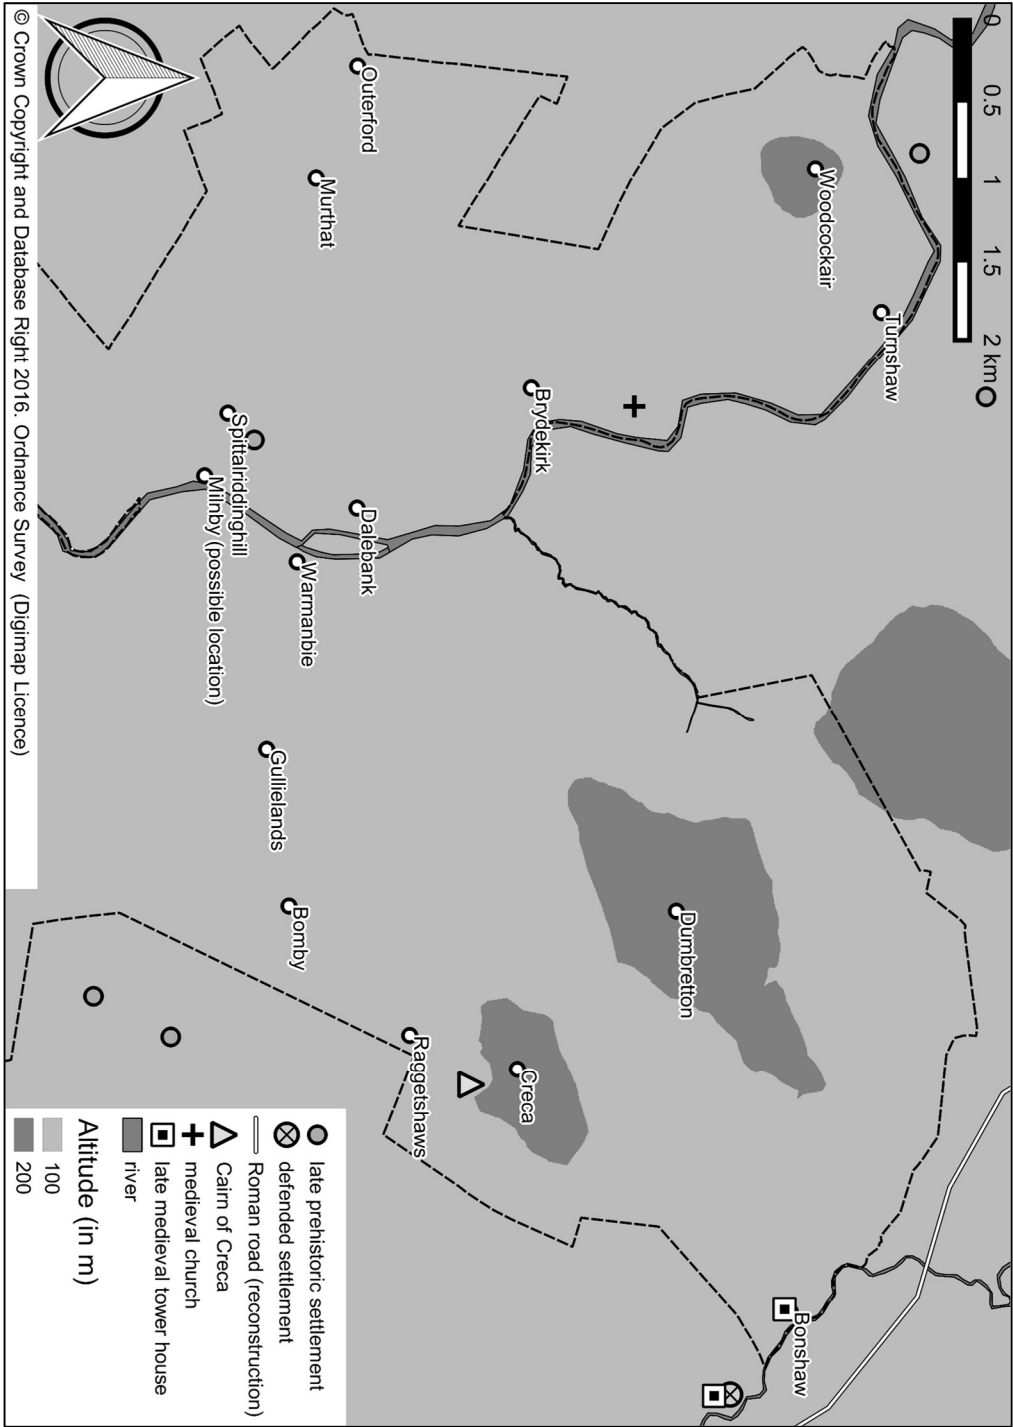 0 0.5 1 1.5 2 km
Woodcockair
Turnshaw
Brydekirk
Outerford
Murthat
Dalebank
Warmanbie
Spittalriddinghill
Milnby (possible location)
Gullielands
Bomby
Dumbretton
Creca
Raggetshaws
Bonshaw
late prehistoric settlement
defended settlement
Roman road (reconstruction)
Cairn of Creca
medieval church
late medieval tower house
river
Altitude (in m)
100
200
© Crown Copyright and Database Right 2016. Ordnance Survey (Digimap Licence)